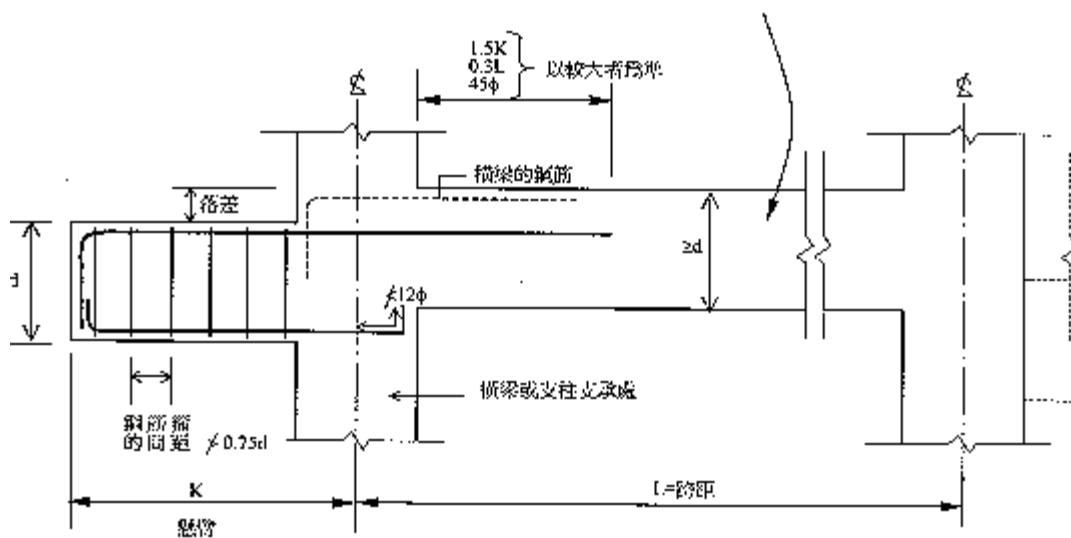 1.5K
0.3L
45φ
以較大者為準
℄
℄
橫梁的鋼筋
落差
≥d
d
≮12φ
橫梁或支柱支承處
鋼筋箍
的間距 ≮0.75d
K
懸臂
L=跨距